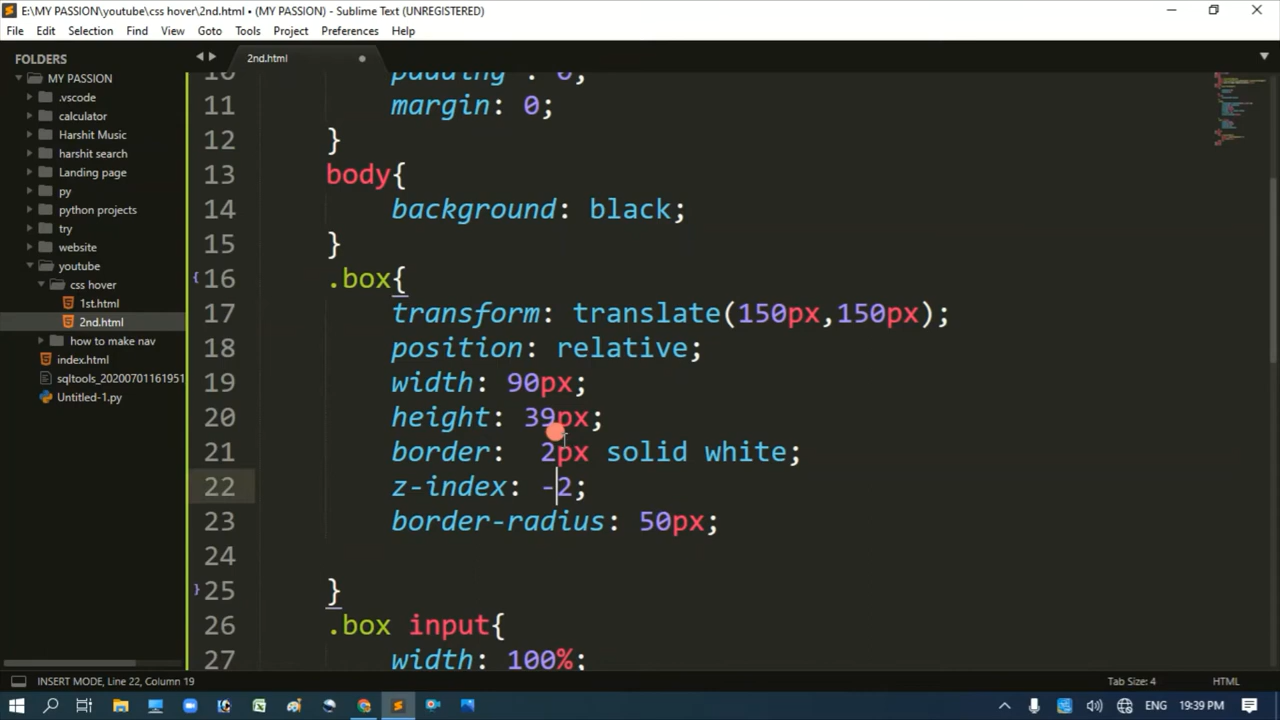 E:\MY PASSION\youtube\css hover\2nd.html • (MY PASSION) - Sublime Text (UNREGISTERED)
File Edit Selection Find View Goto Tools Project Preferences Help
FOLDERS
MY PASSION
.vscode
calculator
Harshit Music
harshit search
Landing page
py
python projects
try
website
youtube
css hover
1st.html
2nd.html
how to make nav
index.html
sqltools_20200701161951
Untitled-1.py
2nd.html
10 padding : 0;
11 margin: 0;
12 }
13 body{
14 background: black;
15 }
16 .box{
17 transform: translate(150px,150px);
18 position: relative;
19 width: 90px;
20 height: 39px;
21 border:  2px solid white;
22 z-index: -2;
23 border-radius: 50px;
24
25 }
26 .box input{
27 width: 100%;
INSERT MODE, Line 22, Column 19 Tab Size: 4 HTML
ENG 19:39 PM